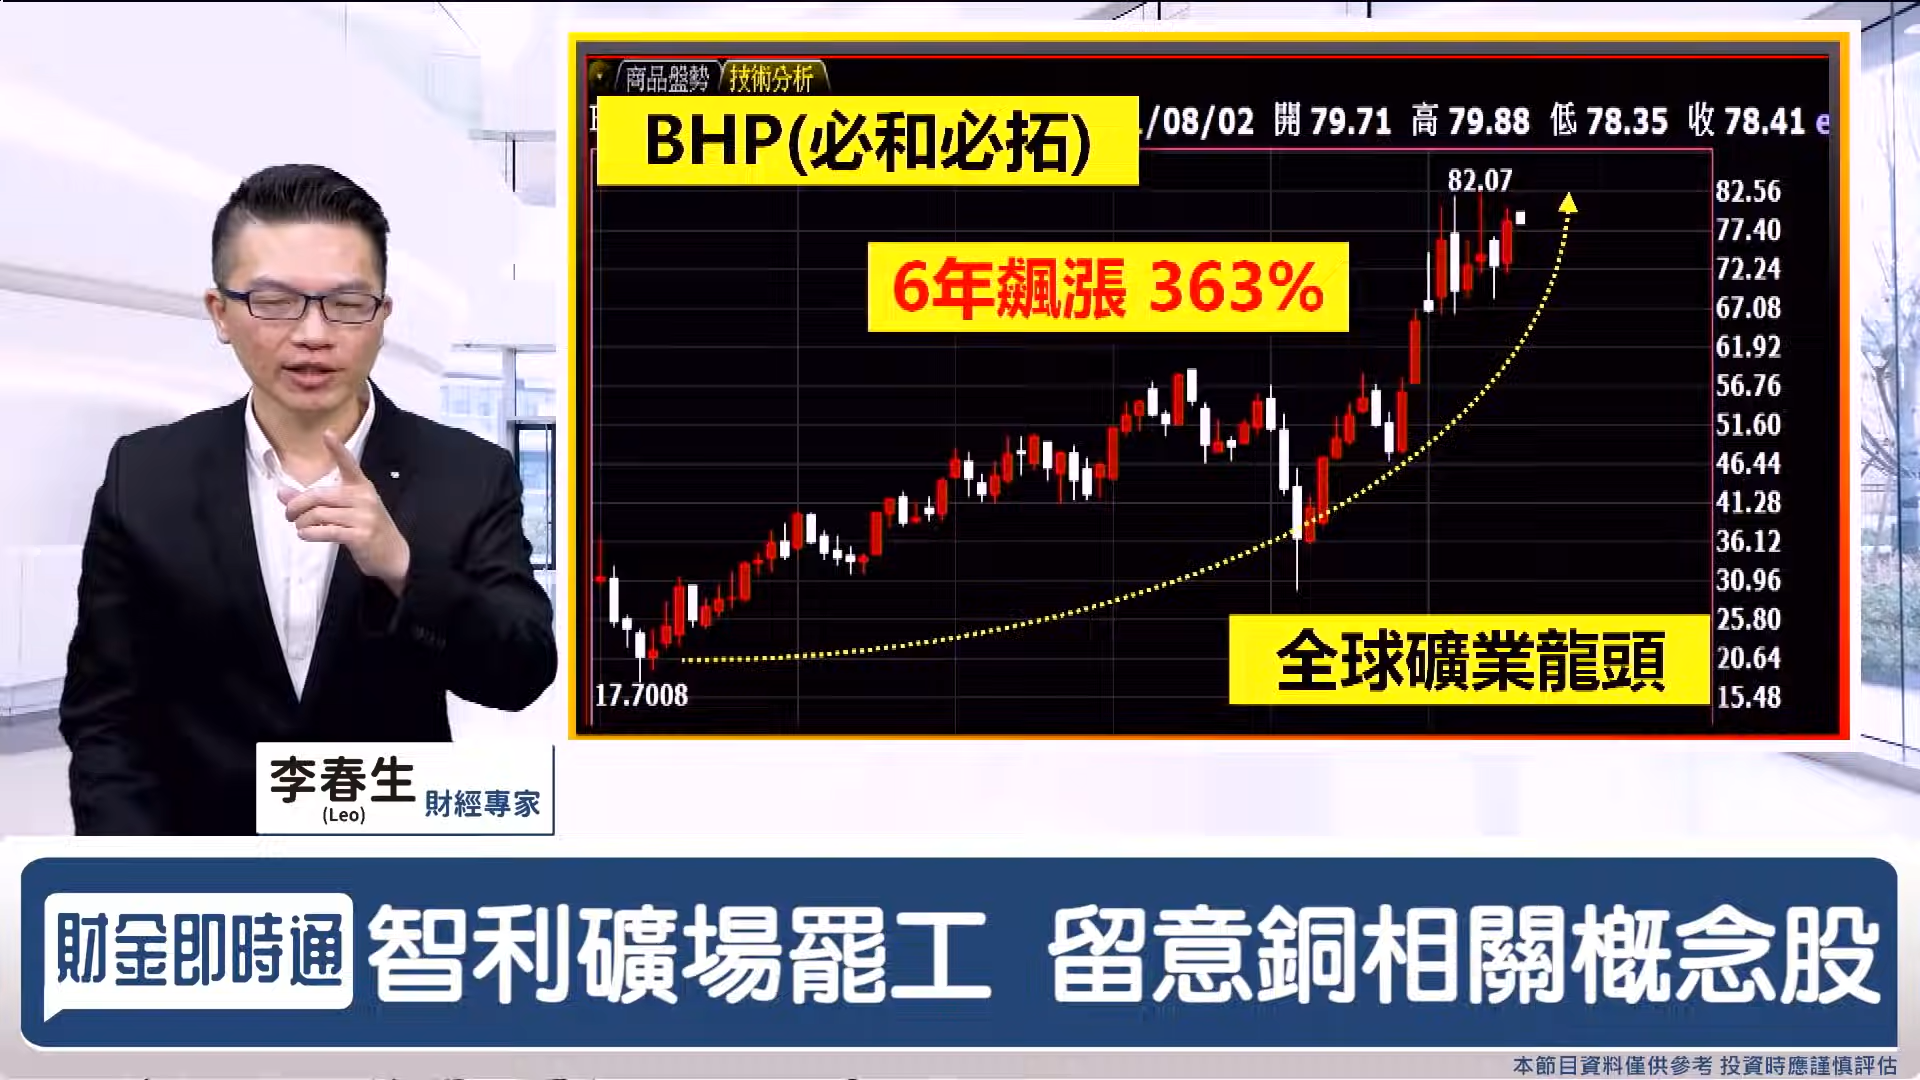 商品盤勢 技術分析
BHP(必和必拓)
/08/02 開 79.71 高 79.88 低 78.35 收 78.41
82.07
82.56
77.40
72.24
67.08
61.92
56.76
51.60
46.44
41.28
36.12
30.96
25.80
20.64
15.48
6年飆漲 363%
全球礦業龍頭
17.7008
李春生
(Leo)
財經專家
財金即時通
智利礦場罷工 留意銅相關概念股
本節目資料僅供參考 投資時應謹慎評估